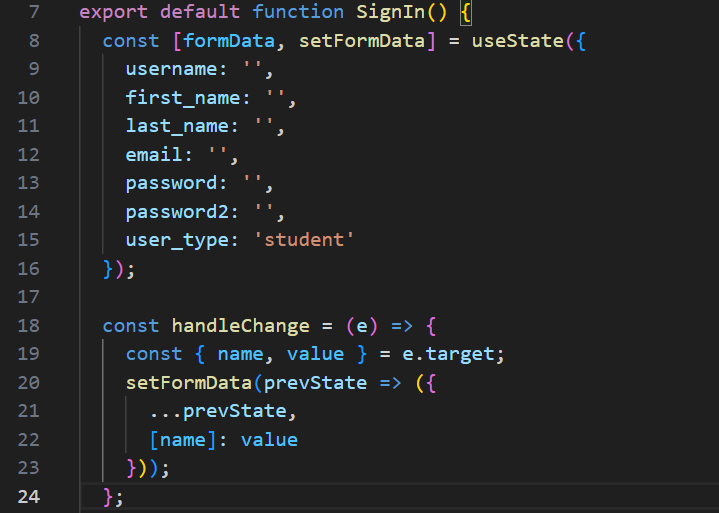 7 export default function SignIn() {
8 const [formData, setFormData] = useState({
9 username: '',
10 first_name: '',
11 last_name: '',
12 email: '',
13 password: '',
14 password2: '',
15 user_type: 'student'
16 });
17
18 const handleChange = (e) => {
19 const { name, value } = e.target;
20 setFormData(prevState => ({
21 ...prevState,
22 [name]: value
23 }));
24 };